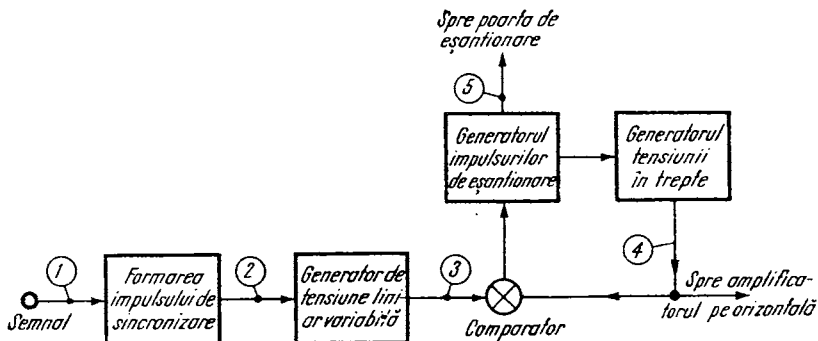 Spre poarta de
eșantionare
5
Generatorul
impulsurilor
de eșantionare
Generatorul
tensiunii
în trepte
4
1
Semnal
Formarea
impulsului de
sincronizare
2
Generator de
tensiune lini-
ar variabilă
3
Comparator
Spre amplifica-
torul pe orizontală